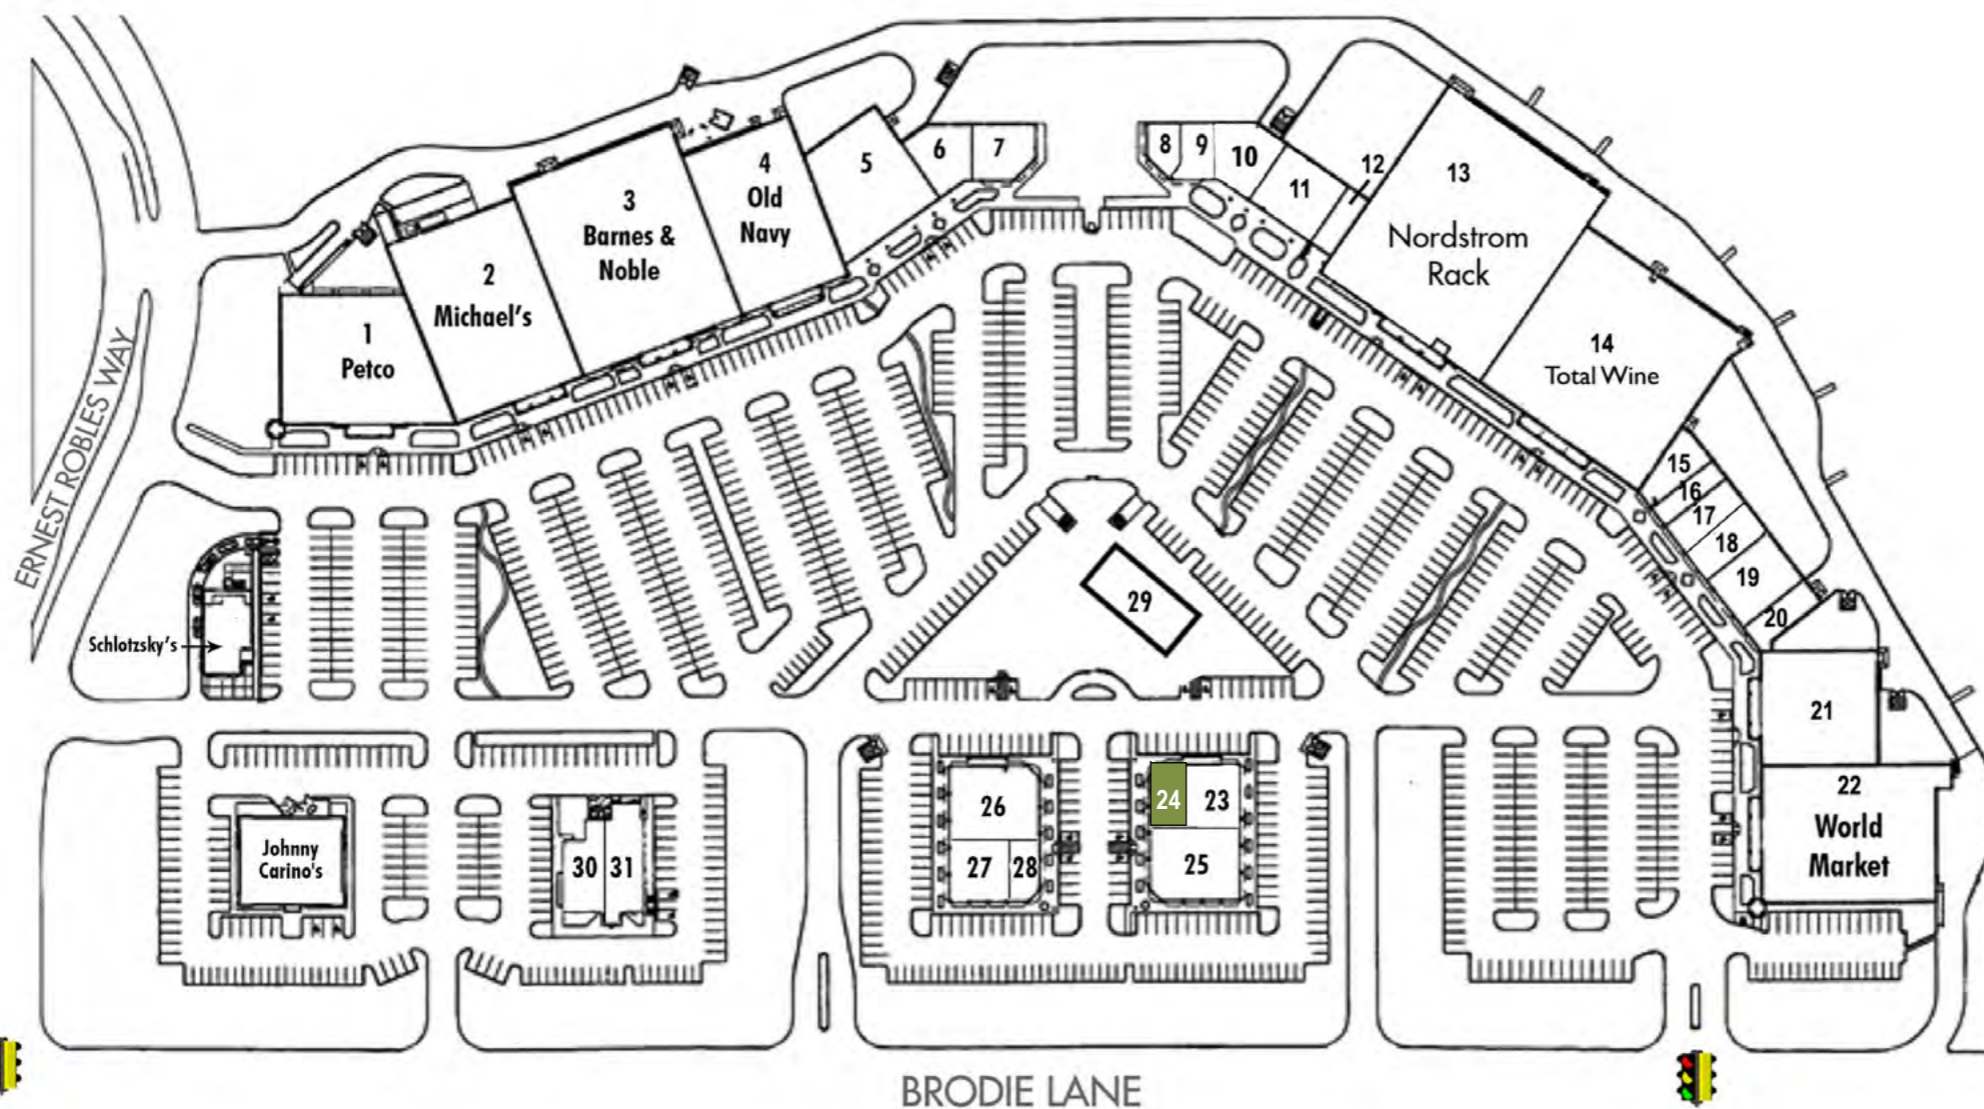 1
Petco
2
Michael's
3
Barnes &
Noble
4
Old
Navy
5
6
7
8
9
10
11
12
13
Nordstrom
Rack
14
Total Wine
15
16
17
18
19
20
21
22
World
Market
ERNEST ROBLES WAY
Schlotzsky's
29
Johnny
Carino's
30
31
26
27
28
24
23
25
BRODIE LANE